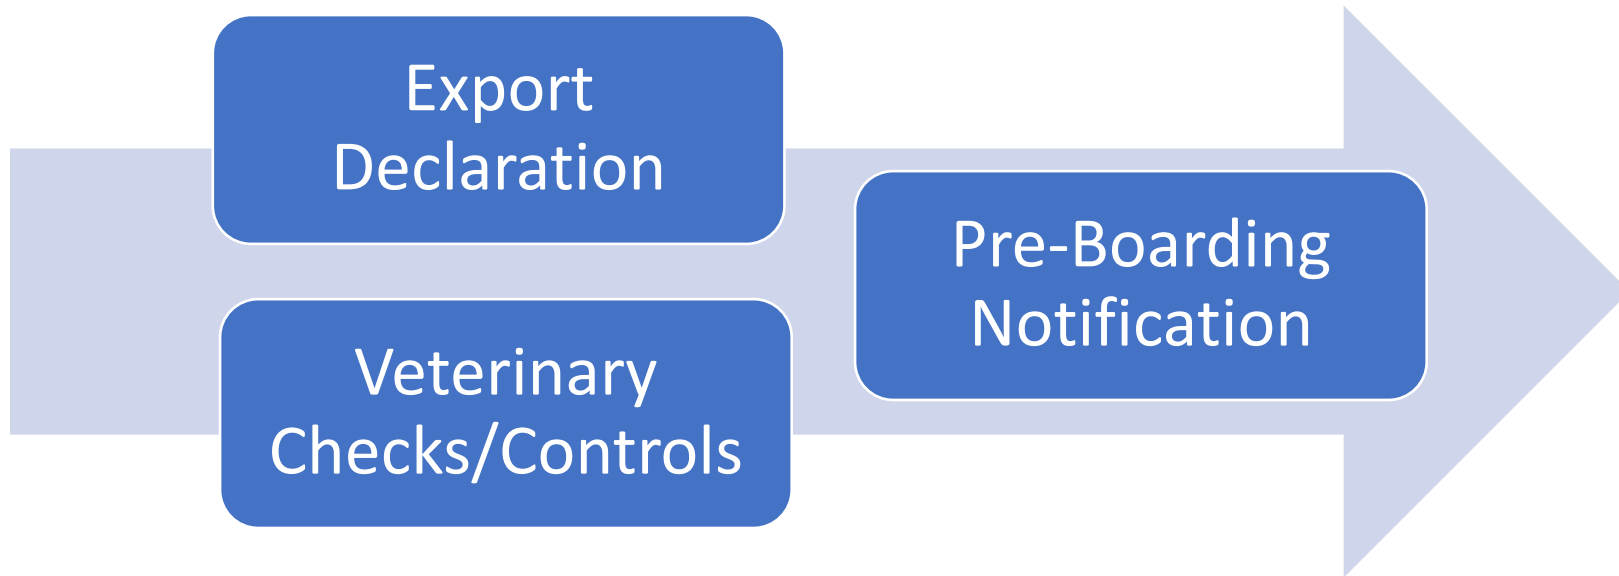 Export
Declaration
Veterinary
Checks/Controls
Pre-Boarding
Notification